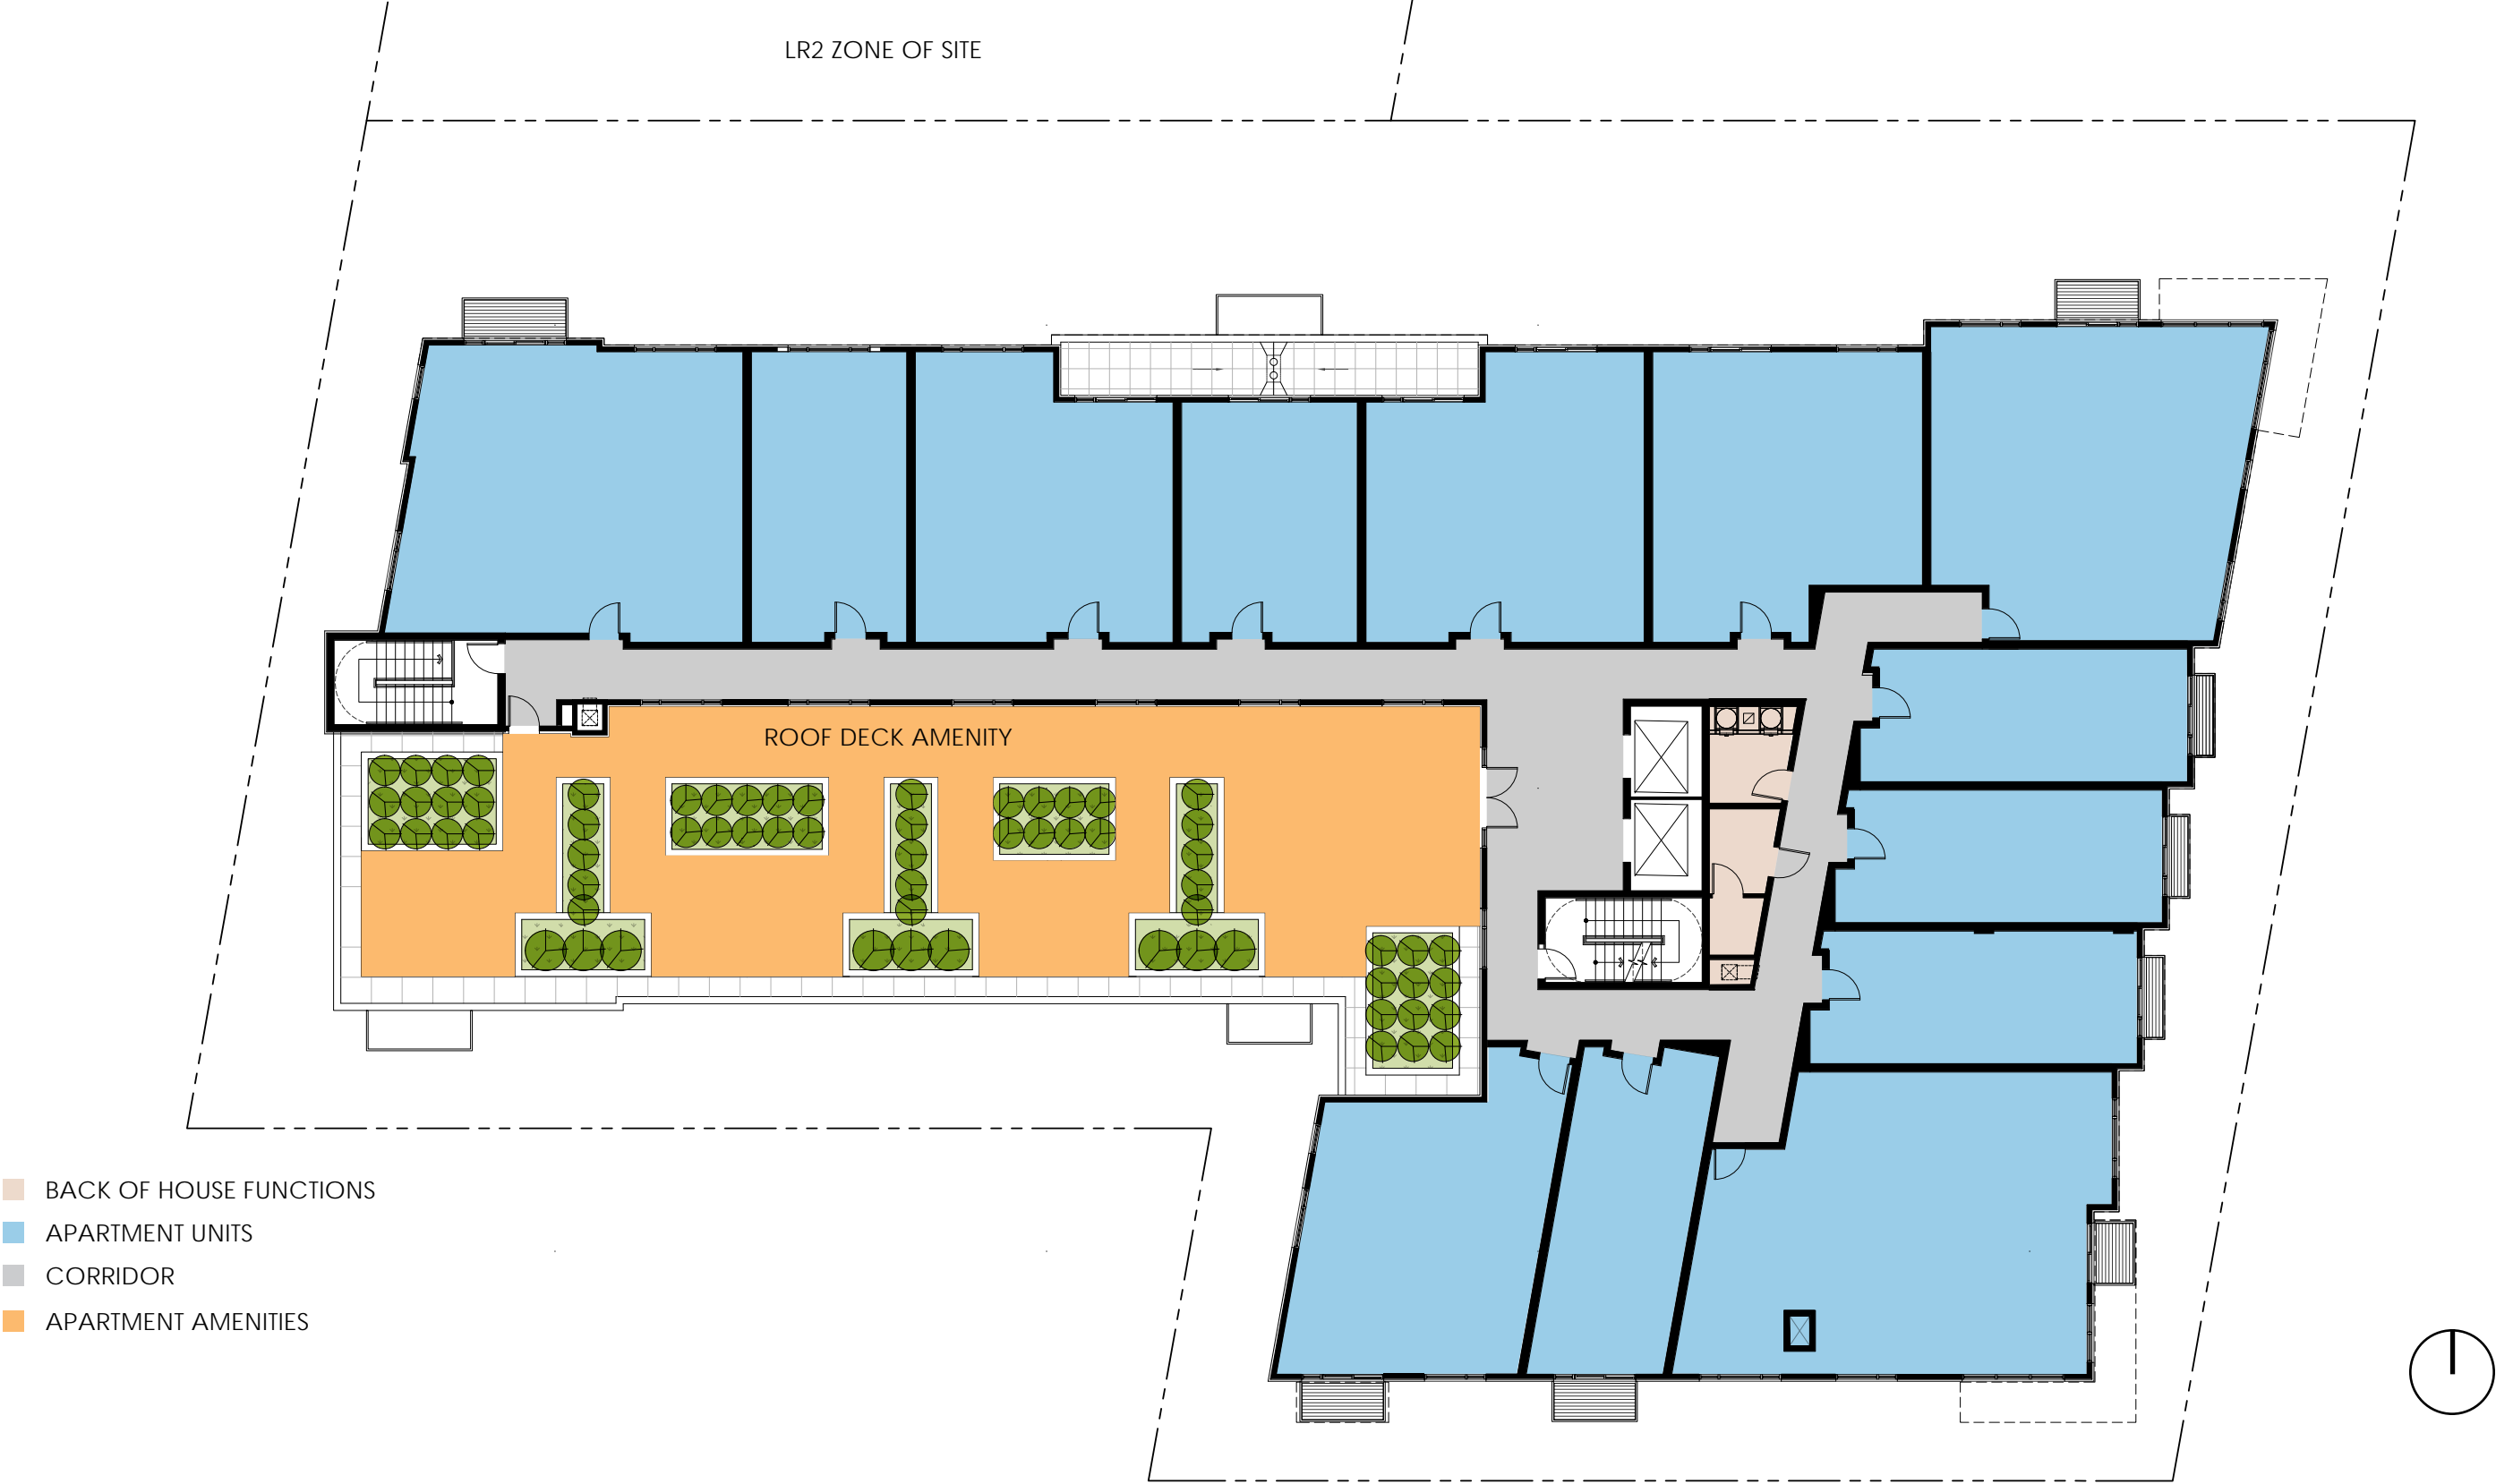 LR2 ZONE OF SITE
ROOF DECK AMENITY
BACK OF HOUSE FUNCTIONS
APARTMENT UNITS
CORRIDOR
APARTMENT AMENITIES